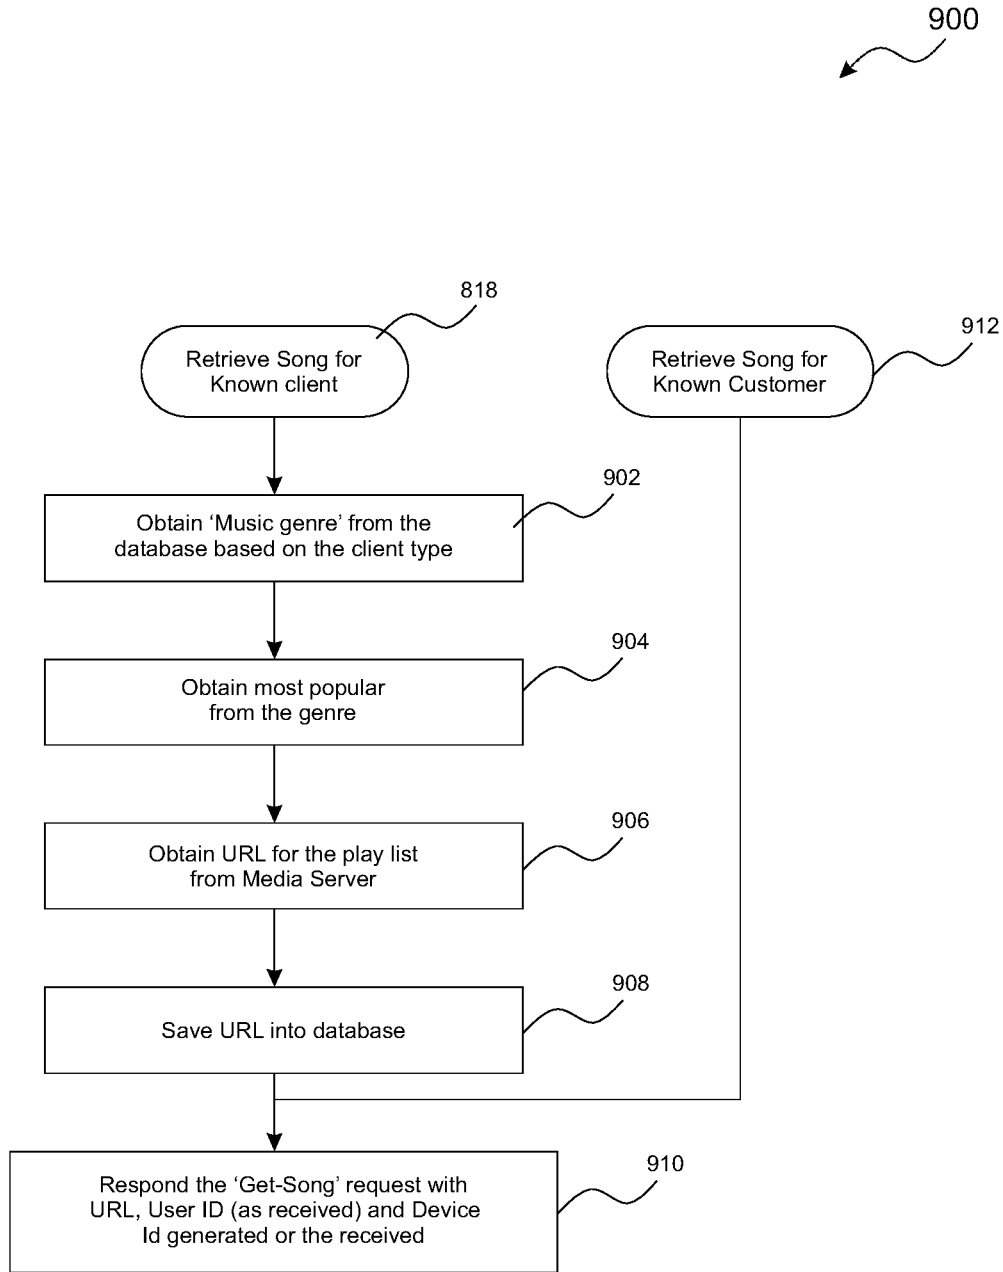 900
818
Retrieve Song for
Known client
912
Retrieve Song for
Known Customer
902
Obtain ‘Music genre’ from the
database based on the client type
904
Obtain most popular
from the genre
906
Obtain URL for the play list
from Media Server
908
Save URL into database
910
Respond the ‘Get-Song’ request with
URL, User ID (as received) and Device
Id generated or the received